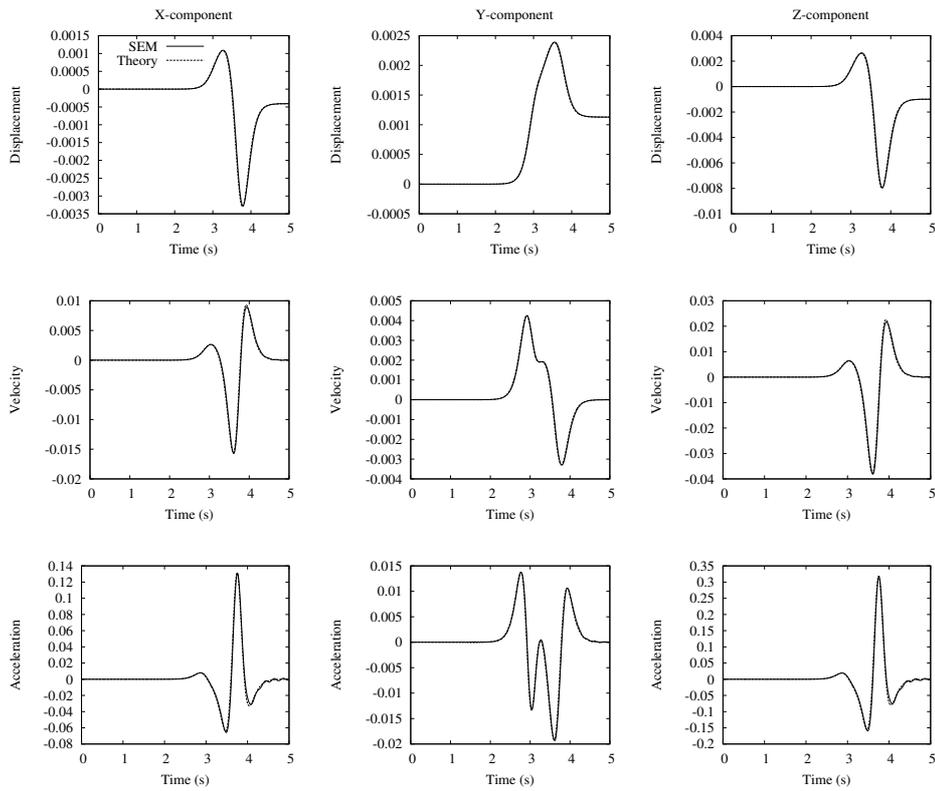 X-component
Y-component
Z-component
SEM
Theory
Displacement
0.0015
0.001
0.0005
0
-0.0005
-0.001
-0.0015
-0.002
-0.0025
-0.003
-0.0035
0 1 2 3 4 5
Time (s)
Displacement
0.0025
0.002
0.0015
0.001
0.0005
0
-0.0005
0 1 2 3 4 5
Time (s)
Displacement
0.004
0.002
0
-0.002
-0.004
-0.006
-0.008
-0.01
0 1 2 3 4 5
Time (s)
Velocity
0.01
0.005
0
-0.005
-0.01
-0.015
-0.02
0 1 2 3 4 5
Time (s)
Velocity
0.005
0.004
0.003
0.002
0.001
0
-0.001
-0.002
-0.003
-0.004
0 1 2 3 4 5
Time (s)
Velocity
0.03
0.02
0.01
0
-0.01
-0.02
-0.03
-0.04
0 1 2 3 4 5
Time (s)
Acceleration
0.14
0.12
0.1
0.08
0.06
0.04
0.02
0
-0.02
-0.04
-0.06
-0.08
0 1 2 3 4 5
Time (s)
Acceleration
0.015
0.01
0.005
0
-0.005
-0.01
-0.015
-0.02
0 1 2 3 4 5
Time (s)
Acceleration
0.35
0.3
0.25
0.2
0.15
0.1
0.05
0
-0.05
-0.1
-0.15
-0.2
0 1 2 3 4 5
Time (s)